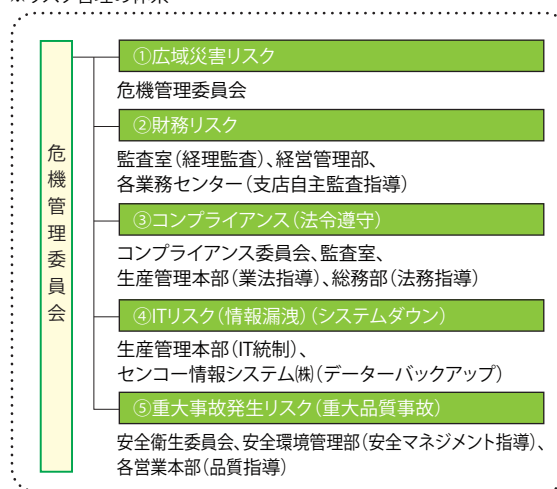 危機管理委員会
①広域災害リスク
危機管理委員会
②財務リスク
監査室(経理監査)、経営管理部、
各業務センター(支店自主監査指導)
③コンプライアンス(法令遵守)
コンプライアンス委員会、監査室、
生産管理本部(業法指導)、総務部(法務指導)
④ITリスク(情報漏洩)(システムダウン)
生産管理本部(IT統制)、
センコー情報システム㈱(データーバックアップ)
⑤重大事故発生リスク(重大品質事故)
安全衛生委員会、安全環境管理部(安全マネジメント指導)、
各営業本部(品質指導)